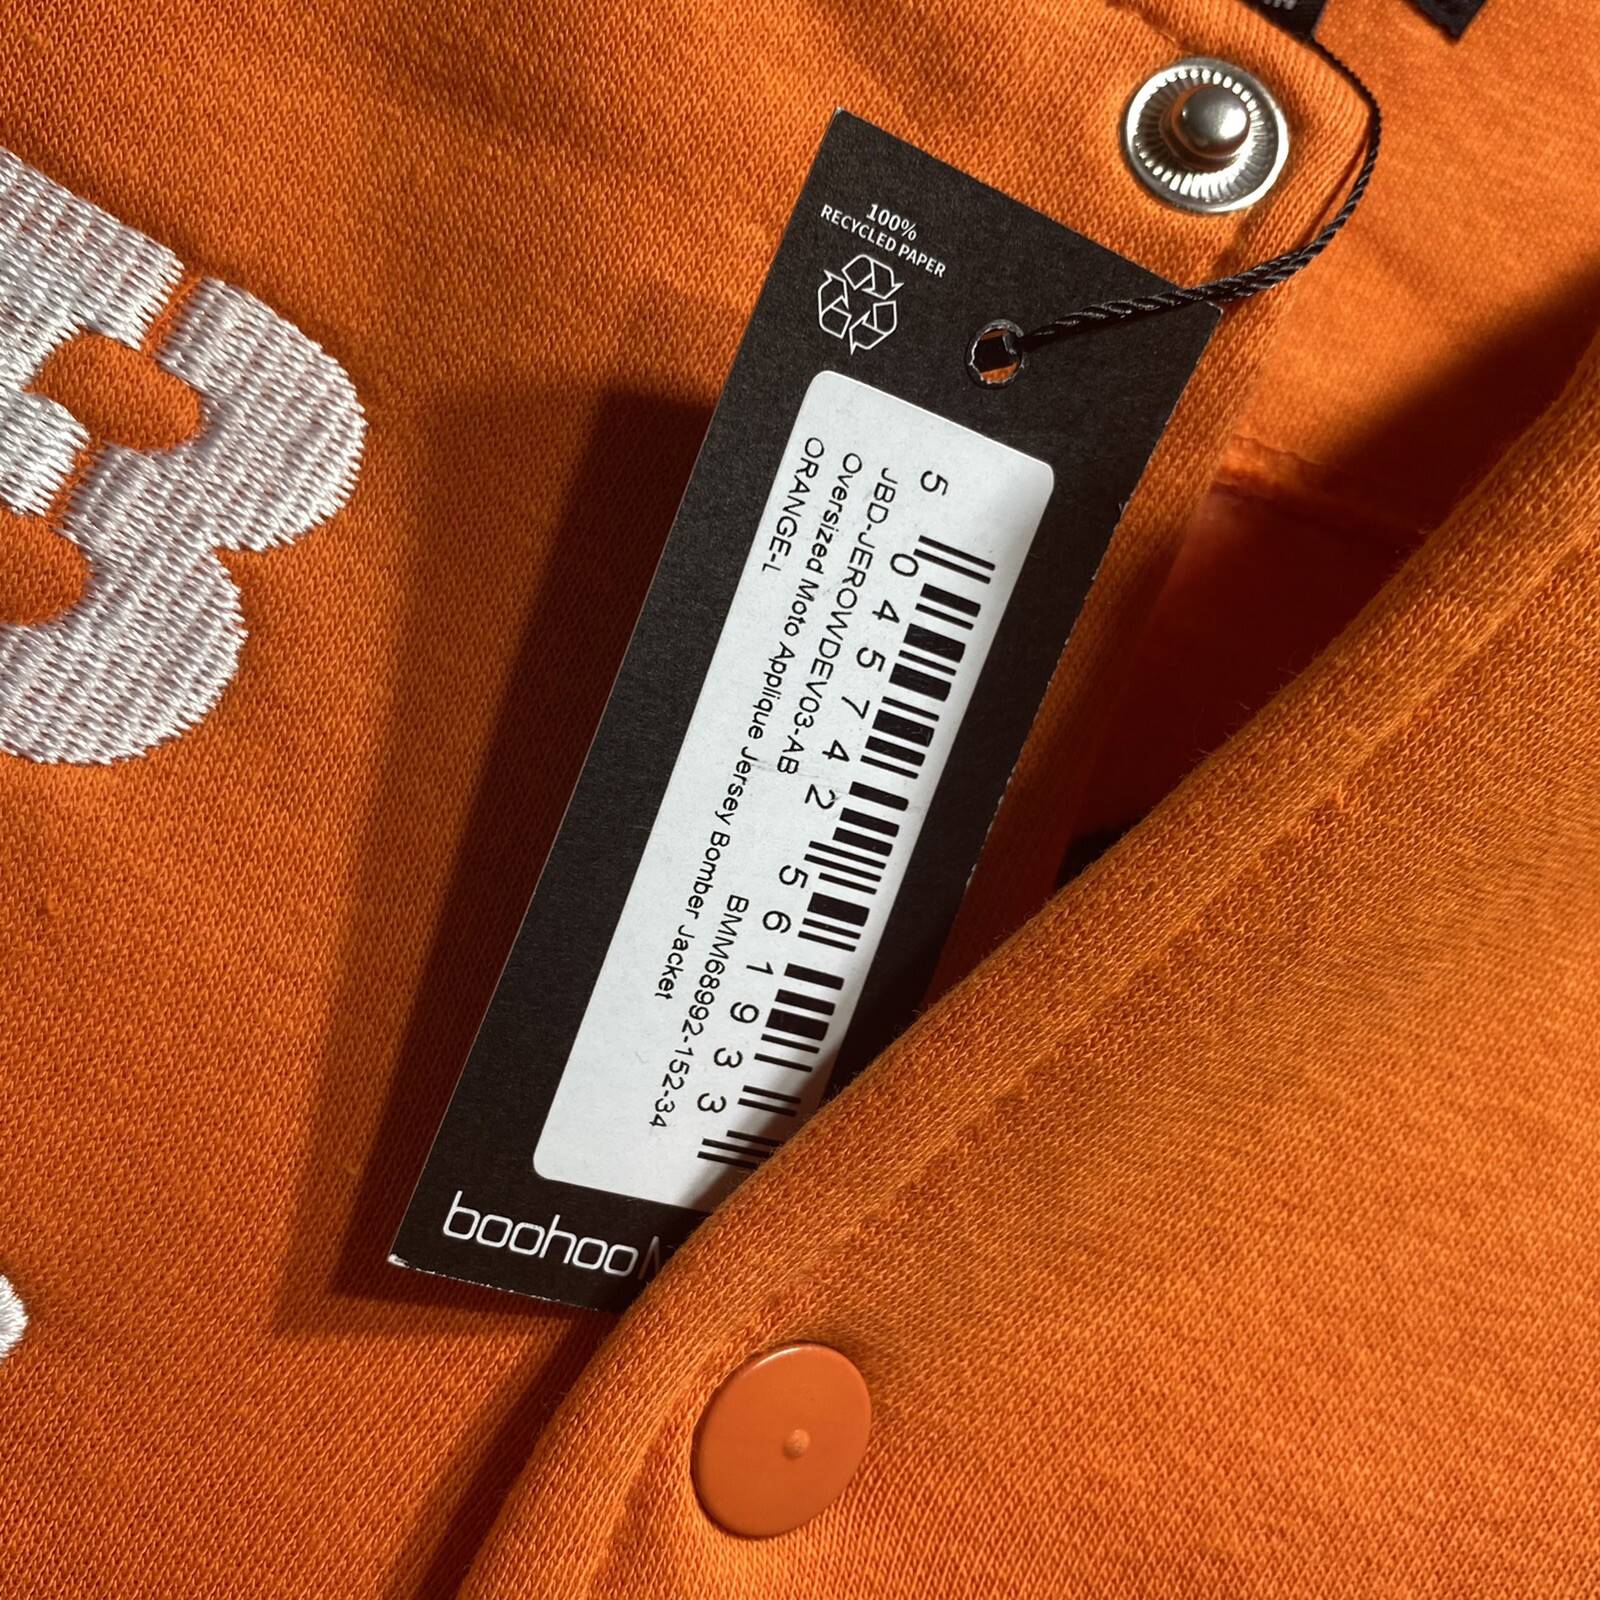 100%
RECYCLED PAPER
5 045742 561933
JBD-JEROWDEV03-AB
BMM68992-152-34
Oversized Moto Applique Jersey Bomber Jacket
ORANGE-L
boohoo